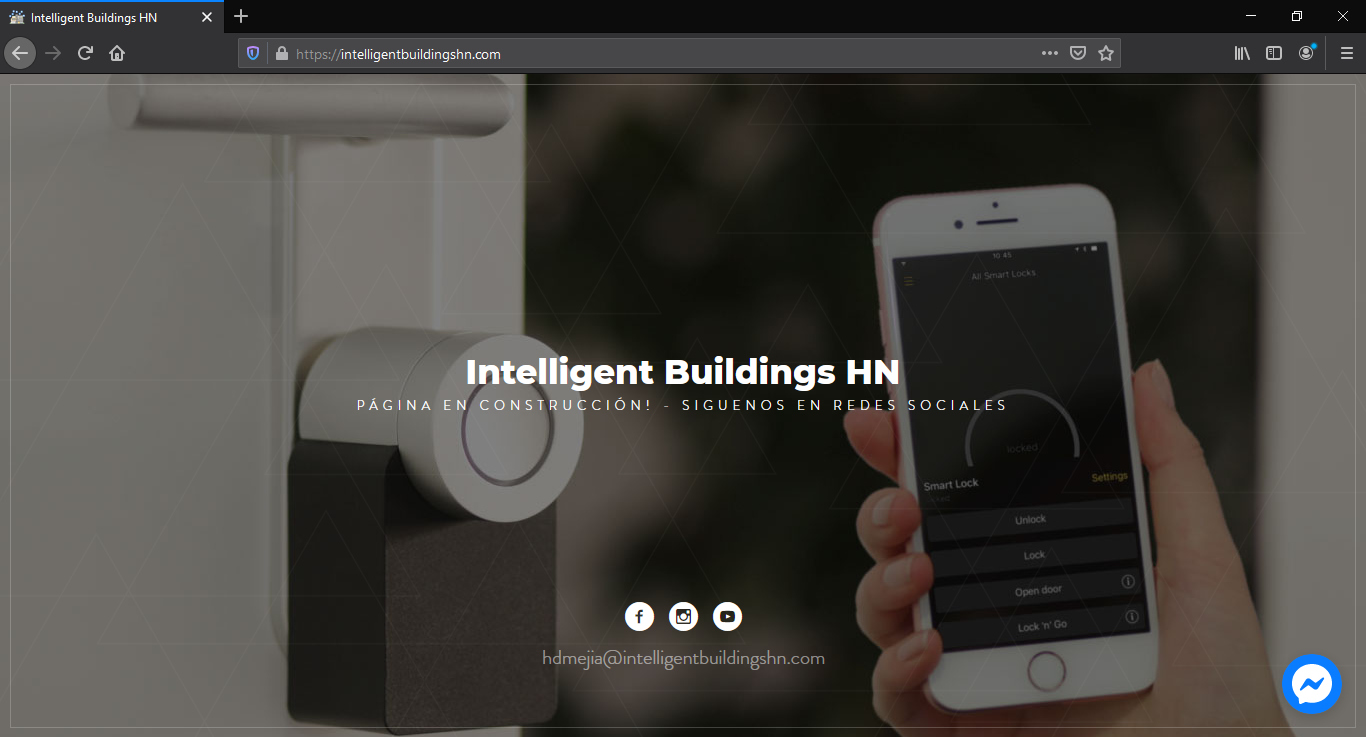 Intelligent Buildings HN
https://intelligentbuildingshn.com
10:45
All Smart Locks
Intelligent Buildings HN
PÁGINA EN CONSTRUCCIÓN! - SIGUENOS EN REDES SOCIALES
locked
Smart Lock
Settings
Unlock
Lock
Open door
Lock 'n' Go
hdmejia@intelligentbuildingshn.com